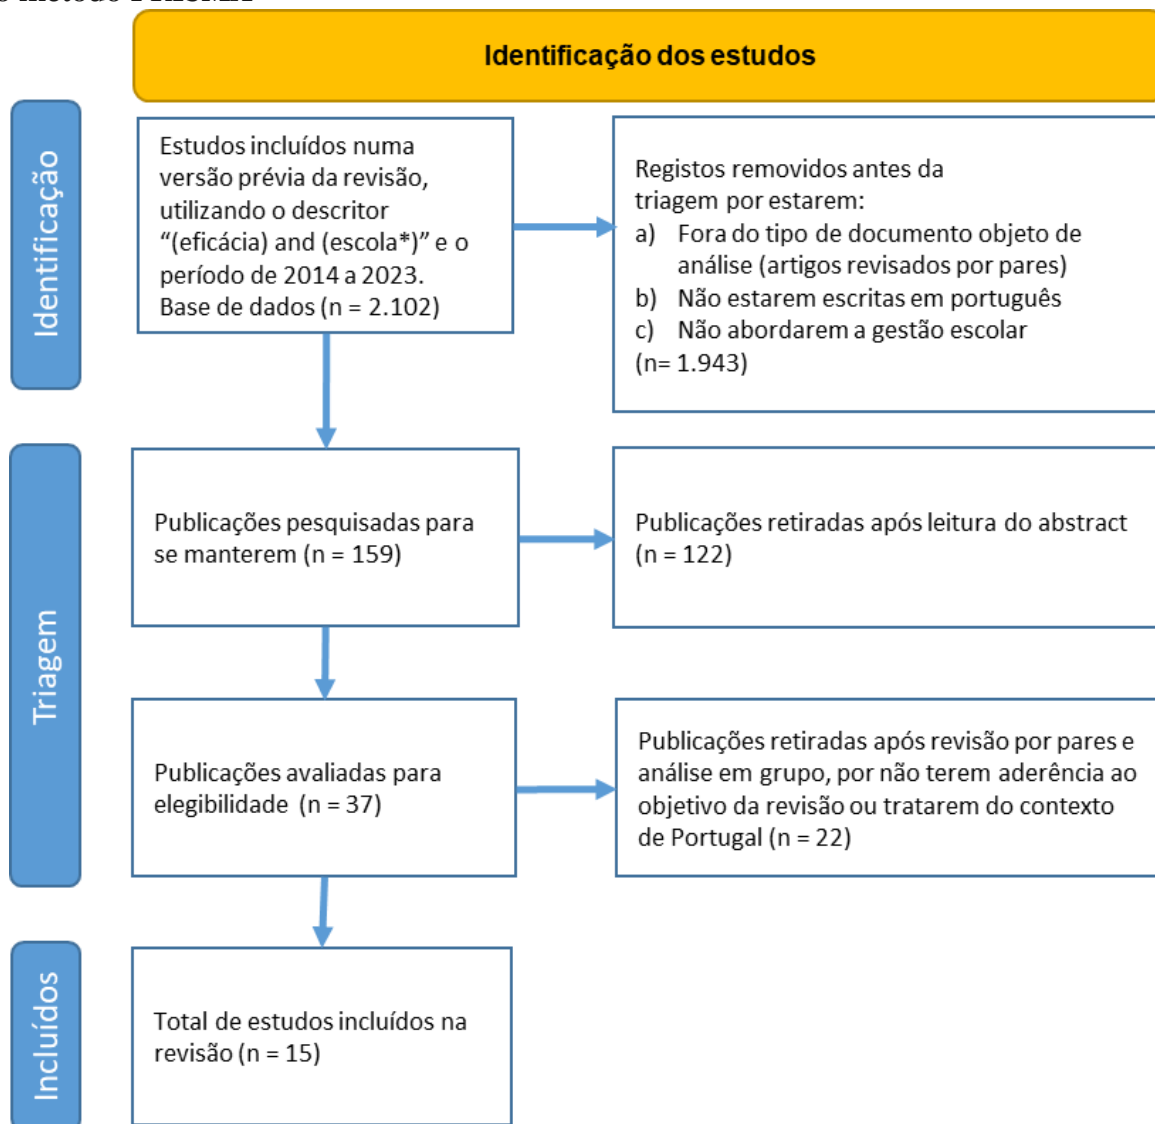 Identificação dos estudos
Identificação
Estudos incluídos numa
versão prévia da revisão,
utilizando o descritor
“(eficácia) and (escola*)” e o
período de 2014 a 2023.
Base de dados (n = 2.102)
Registos removidos antes da
triagem por estarem:
a) Fora do tipo de documento objeto de
análise (artigos revisados por pares)
b) Não estarem escritas em português
c) Não abordarem a gestão escolar
(n= 1.943)
Triagem
Publicações pesquisadas para
se manterem (n = 159)
Publicações retiradas após leitura do abstract
(n = 122)
Publicações avaliadas para
elegibilidade (n = 37)
Publicações retiradas após revisão por pares e
análise em grupo, por não terem aderência ao
objetivo da revisão ou tratarem do contexto
de Portugal (n = 22)
Incluídos
Total de estudos incluídos na
revisão (n = 15)